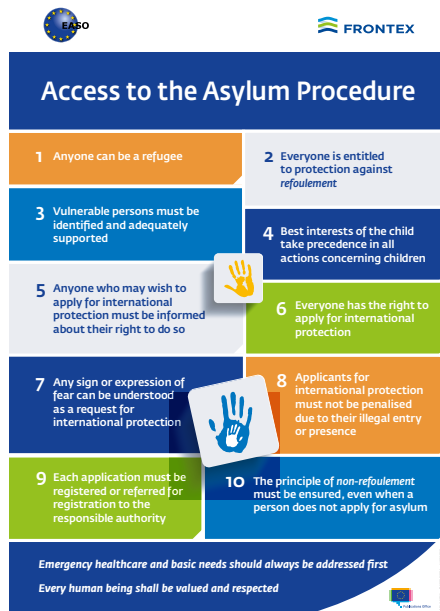 EASO
FRONTEX
Access to the Asylum Procedure
1 Anyone can be a refugee
2 Everyone is entitled
to protection against
refoulement
3 Vulnerable persons must be
identified and adequately
supported
4 Best interests of the child
take precedence in all
actions concerning children
5 Anyone who may wish to
apply for international
protection must be informed
about their right to do so
6 Everyone has the right to
apply for international
protection
7 Any sign or expression of
fear can be understood
as a request for
international protection
8 Applicants for
international protection
must not be penalised
due to their illegal entry
or presence
9 Each application must be
registered or referred for
registration to the
responsible authority
10 The principle of non-refoulement
must be ensured, even when a
person does not apply for asylum
Emergency healthcare and basic needs should always be addressed first
Every human being shall be valued and respected
Publications Office